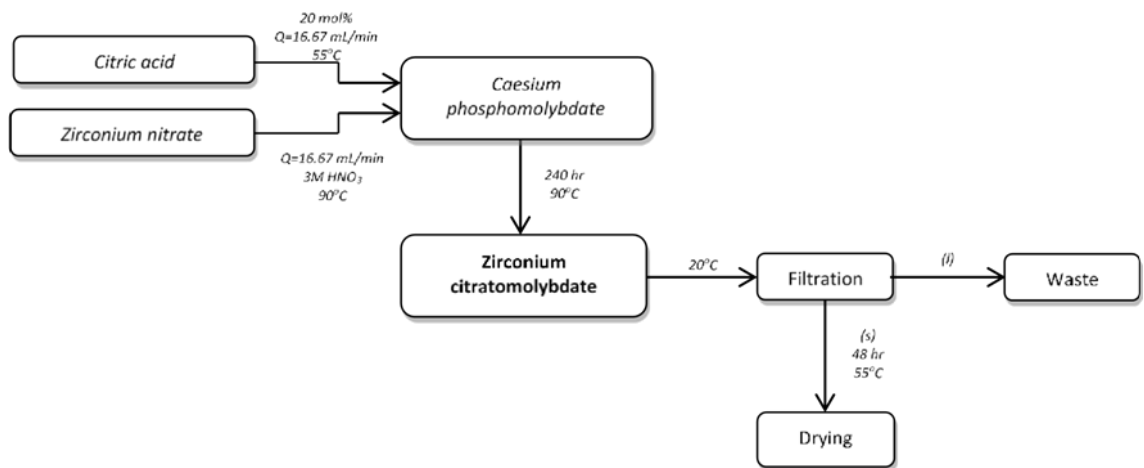 20 mol%
Q=16.67 mL/min
55°C
Citric acid
Caesium
phosphomolybdate
Zirconium nitrate
Q=16.67 mL/min
3M HNO₃
90°C
240 hr
90°C
Zirconium
citratomolybdate
20°C
Filtration
(l)
Waste
(s)
48 hr
55°C
Drying